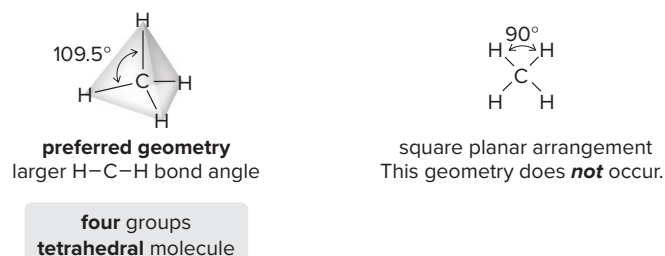 H
109.5°
C
H
H
H
preferred geometry
larger H−C−H bond angle
four groups
tetrahedral molecule
90°
H H
C
H H
square planar arrangement
This geometry does not occur.